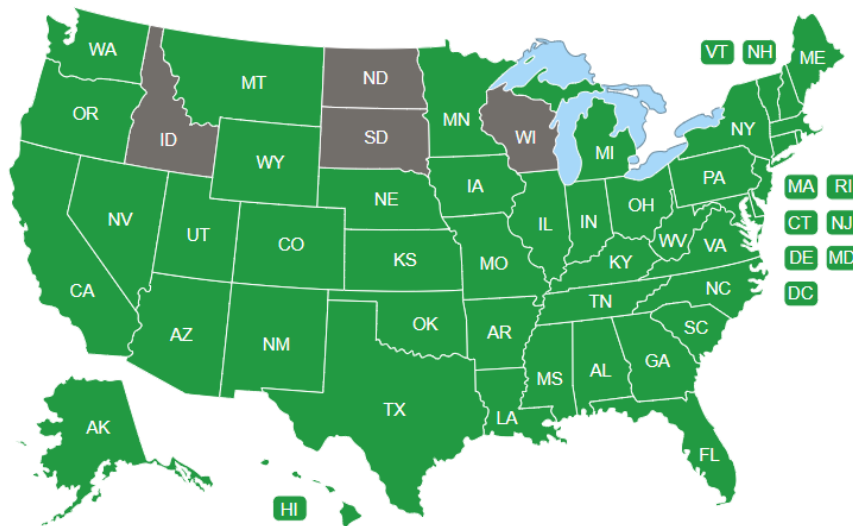 WA
MT
ND
MN
VT NH
ME
OR
ID
SD
WI
MI
NY
WY
IA
PA
MA RI
NE
NV
UT
CO
IL
IN
OH
WV
VA
CT NJ
KS
MO
KY
DE MD
CA
NC
DC
AZ
NM
OK
AR
TN
SC
MS
AL
GA
TX
LA
AK
FL
HI